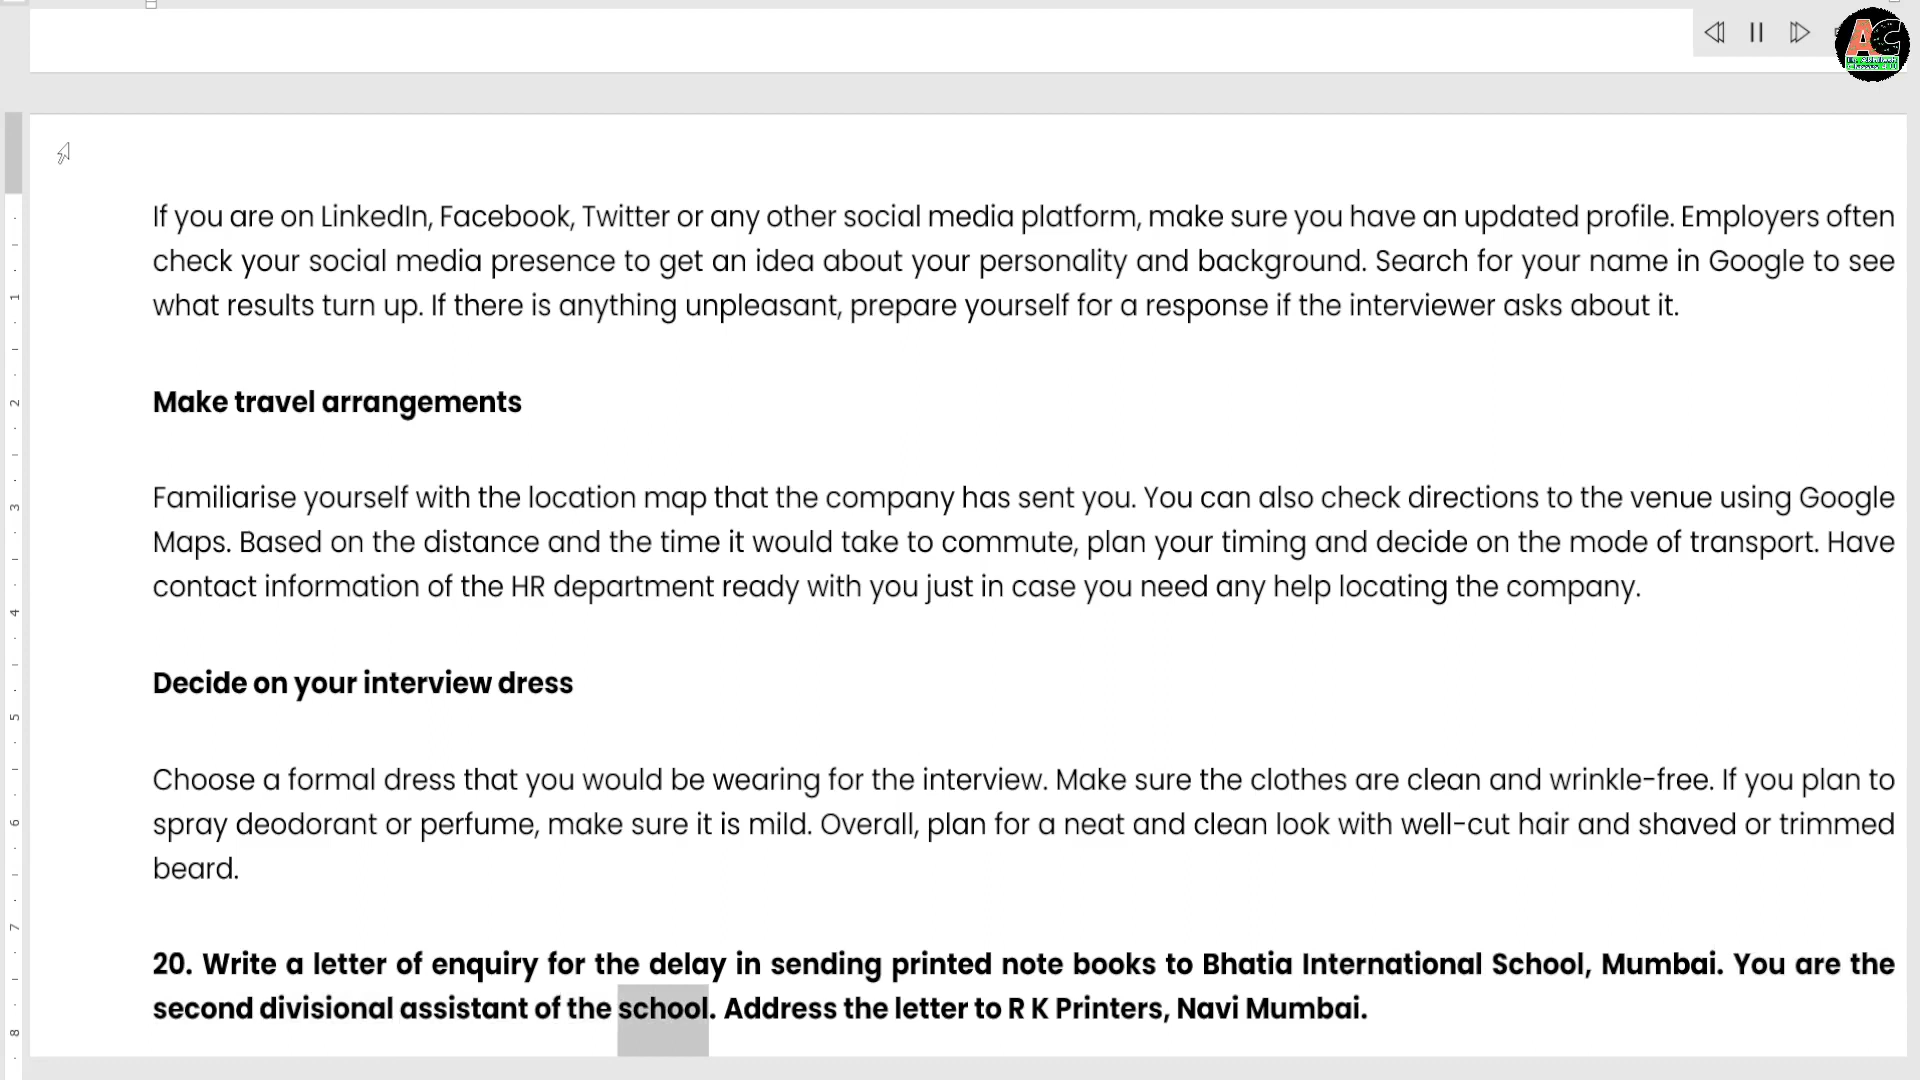 AC
If you are on LinkedIn, Facebook, Twitter or any other social media platform, make sure you have an updated profile. Employers often
check your social media presence to get an idea about your personality and background. Search for your name in Google to see
what results turn up. If there is anything unpleasant, prepare yourself for a response if the interviewer asks about it.
Make travel arrangements
Familiarise yourself with the location map that the company has sent you. You can also check directions to the venue using Google
Maps. Based on the distance and the time it would take to commute, plan your timing and decide on the mode of transport. Have
contact information of the HR department ready with you just in case you need any help locating the company.
Decide on your interview dress
Choose a formal dress that you would be wearing for the interview. Make sure the clothes are clean and wrinkle-free. If you plan to
spray deodorant or perfume, make sure it is mild. Overall, plan for a neat and clean look with well-cut hair and shaved or trimmed
beard.
20. Write a letter of enquiry for the delay in sending printed note books to Bhatia International School, Mumbai. You are the
second divisional assistant of the school. Address the letter to R K Printers, Navi Mumbai.
1
2
3
4
5
6
7
8